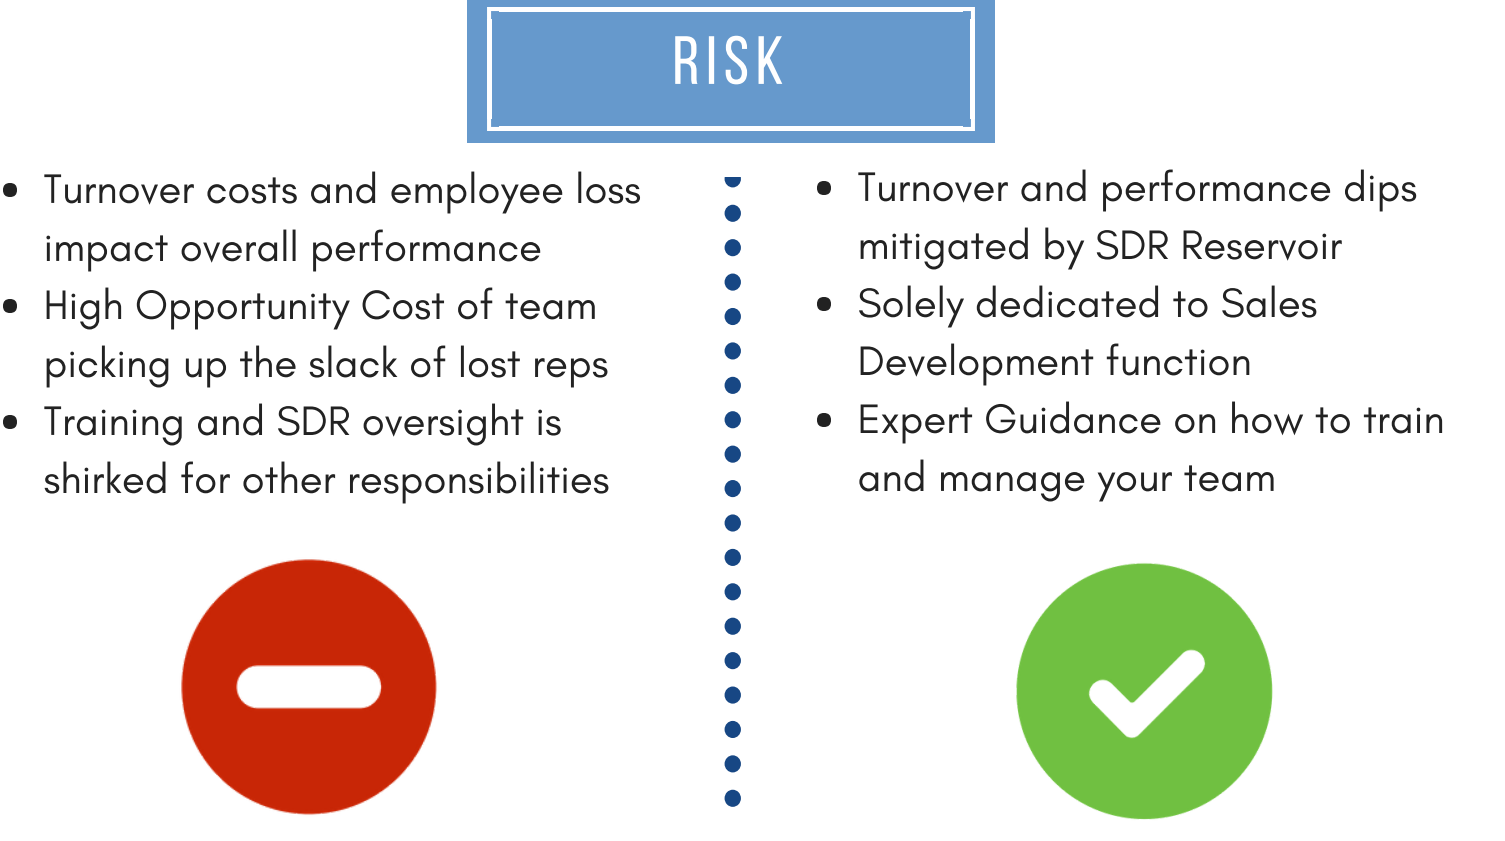 RISK
• Turnover costs and employee loss
impact overall performance
• High Opportunity Cost of team
picking up the slack of lost reps
• Training and SDR oversight is
shirked for other responsibilities
• Turnover and performance dips
mitigated by SDR Reservoir
• Solely dedicated to Sales
Development function
• Expert Guidance on how to train
and manage your team